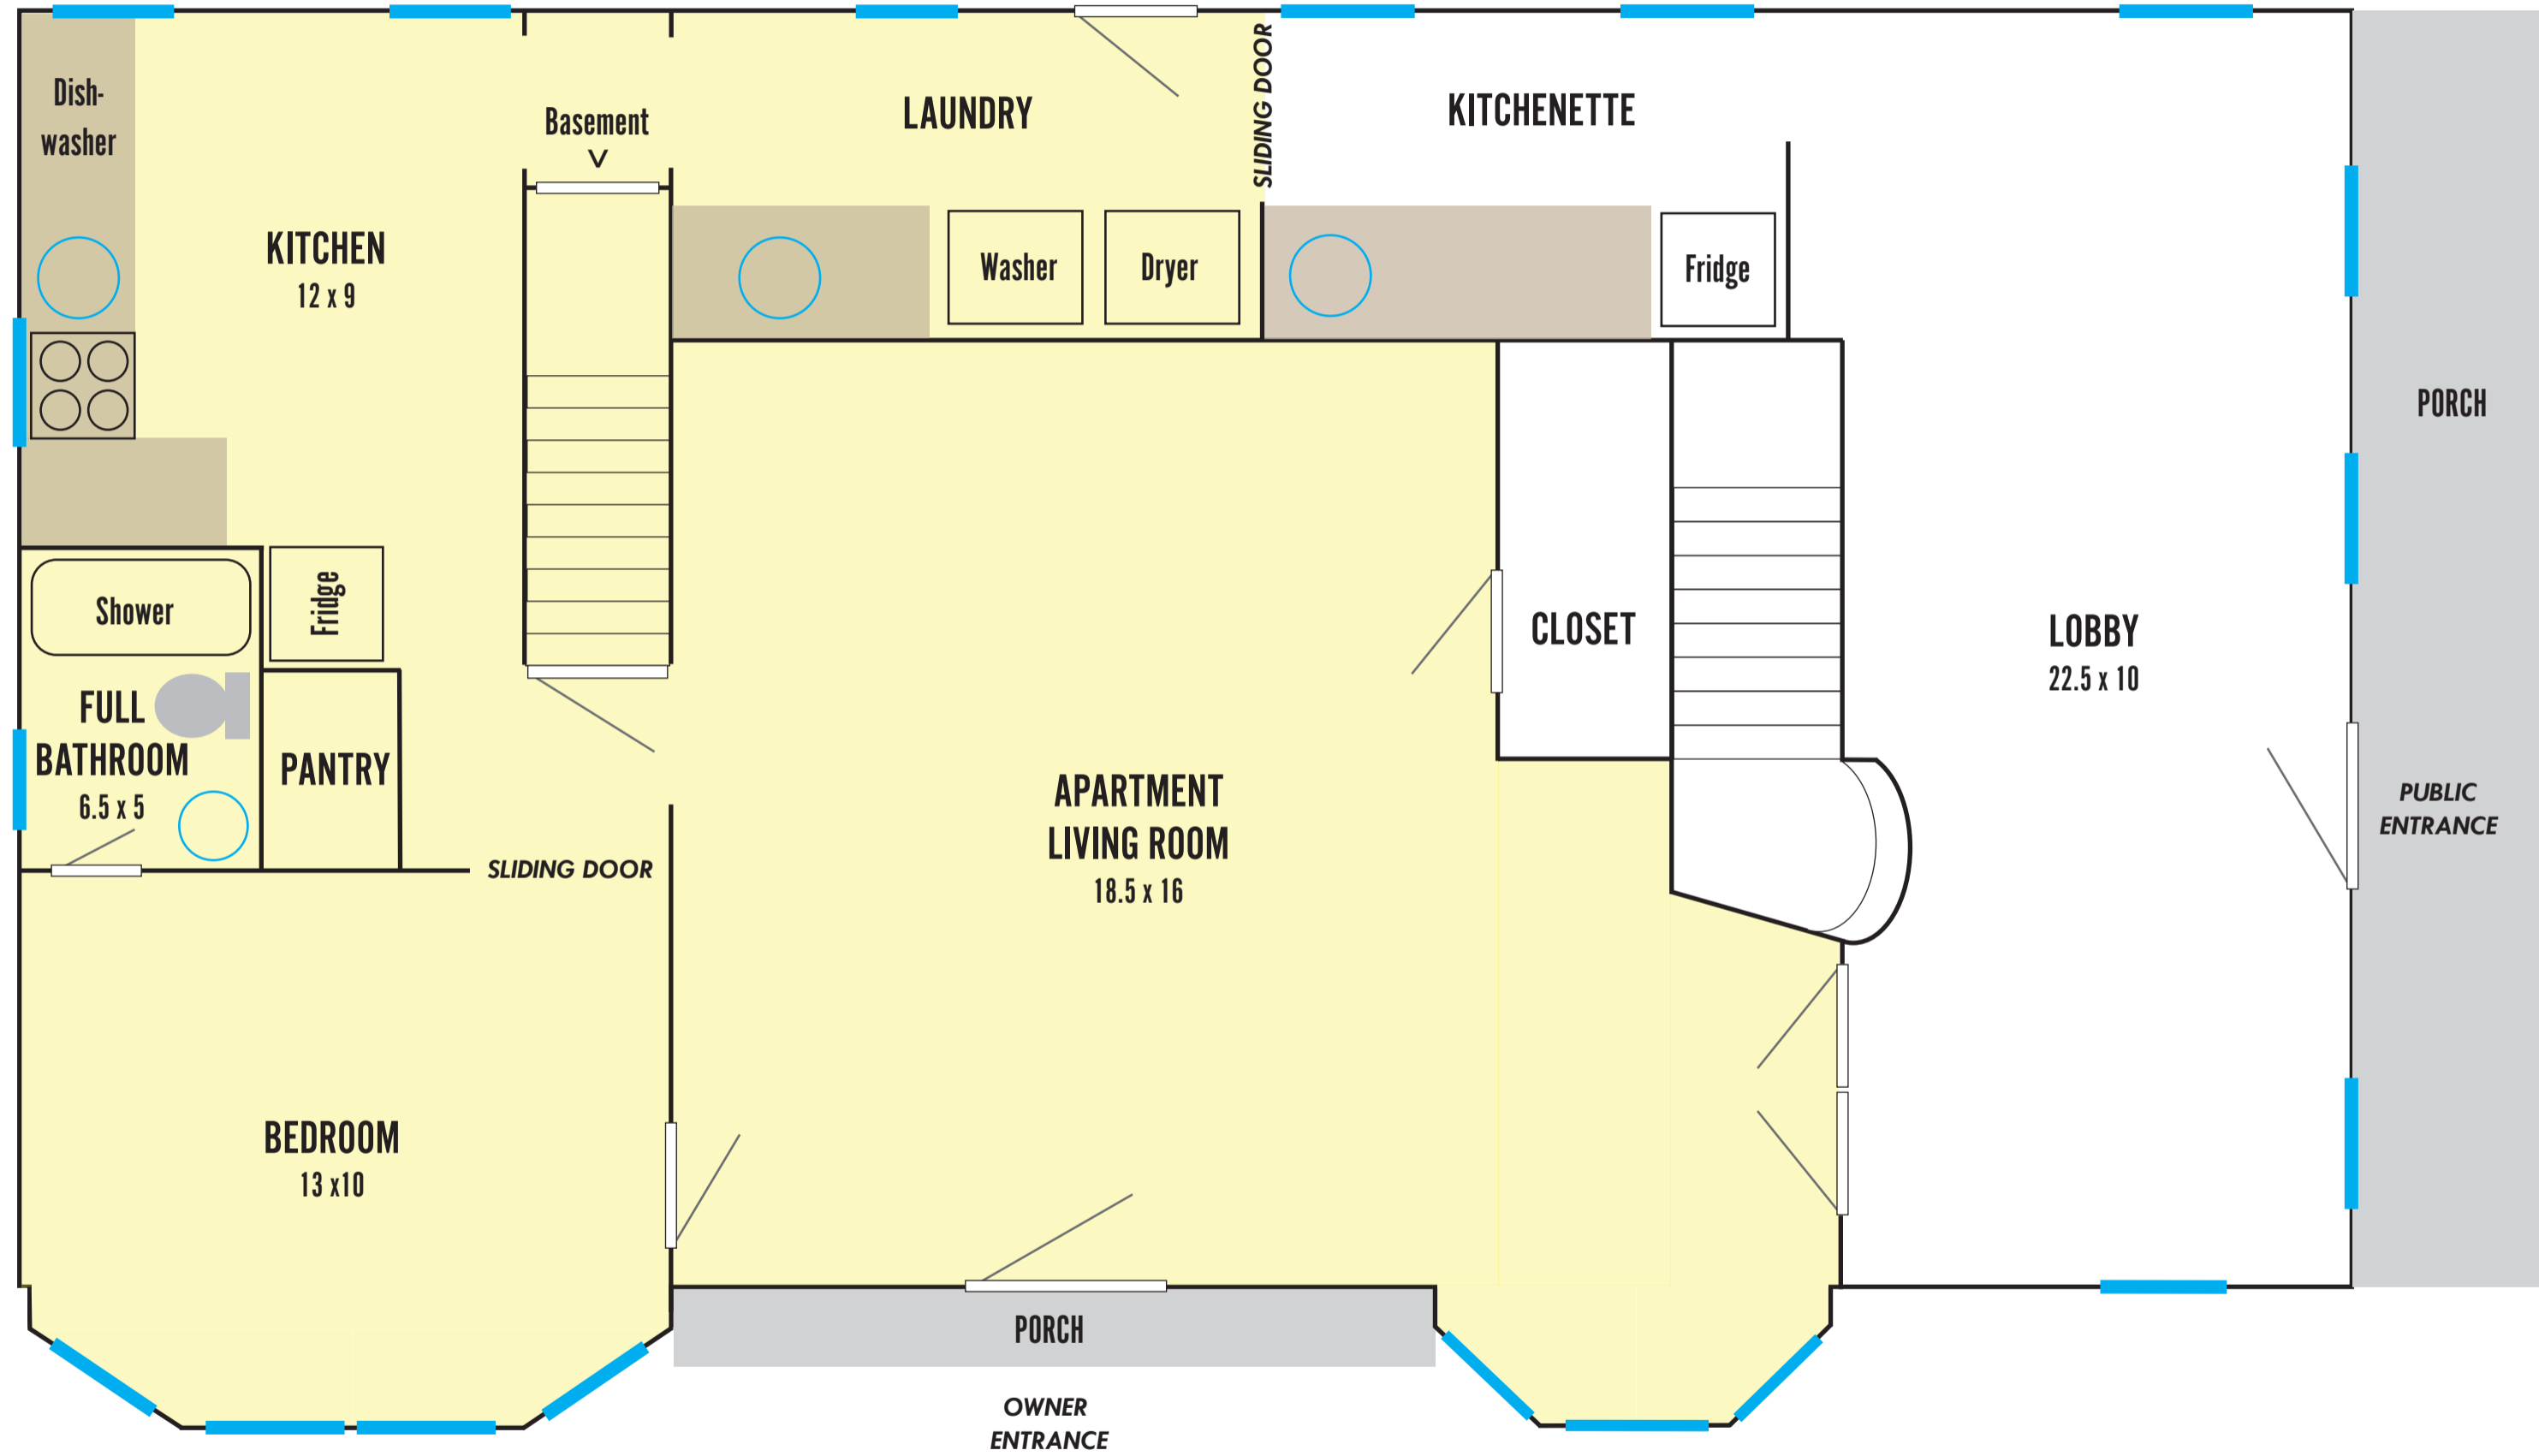 SLIDING DOOR
Dish-
washer
Basement
V
LAUNDRY
KITCHENETTE
KITCHEN
12 x 9
Washer
Dryer
Fridge
PORCH
Shower
Fridge
CLOSET
LOBBY
22.5 x 10
FULL
BATHROOM
6.5 x 5
PANTRY
APARTMENT
LIVING ROOM
18.5 x 16
PUBLIC
ENTRANCE
SLIDING DOOR
BEDROOM
13 x10
PORCH
OWNER
ENTRANCE